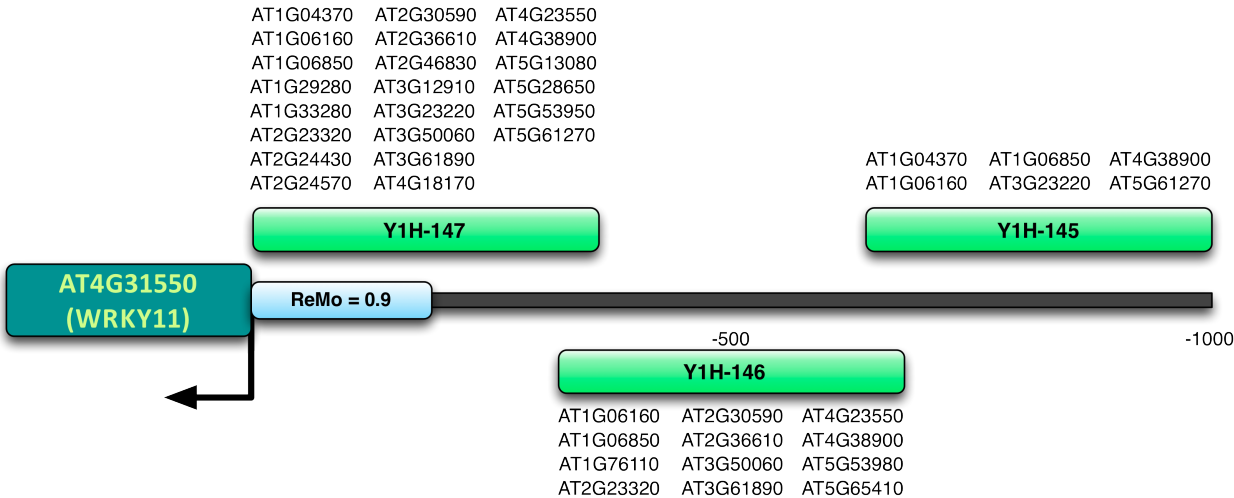 AT1G04370 AT2G30590 AT4G23550
AT1G06160 AT2G36610 AT4G38900
AT1G06850 AT2G46830 AT5G13080
AT1G29280 AT3G12910 AT5G28650
AT1G33280 AT3G23220 AT5G53950
AT2G23320 AT3G50060 AT5G61270
AT2G24430 AT3G61890
AT2G24570 AT4G18170
AT1G04370 AT1G06850 AT4G38900
AT1G06160 AT3G23220 AT5G61270
Y1H-147
Y1H-145
AT4G31550
(WRKY11)
ReMo = 0.9
-500
-1000
Y1H-146
AT1G06160 AT2G30590 AT4G23550
AT1G06850 AT2G36610 AT4G38900
AT1G76110 AT3G50060 AT5G53980
AT2G23320 AT3G61890 AT5G65410